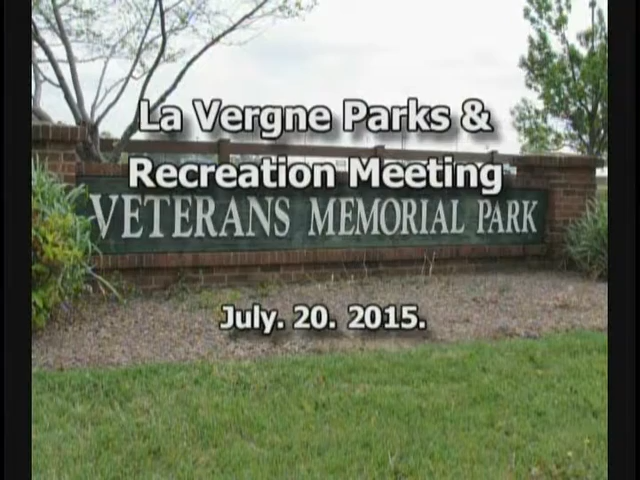 La Vergne Parks &
Recreation Meeting
VETERANS MEMORIAL PARK
July. 20. 2015.